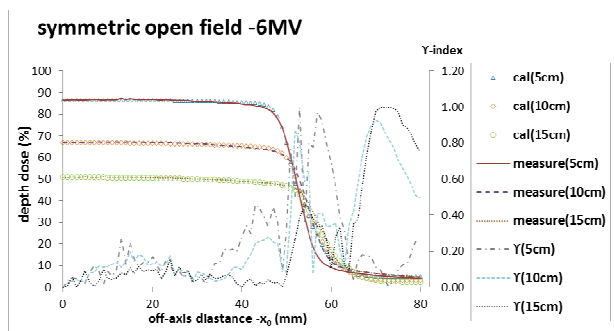 symmetric open field -6MV
Υ-index
100
90
80
70
60
50
40
30
20
10
0
depth dose (%)
1.20
1.00
0.80
0.60
0.40
0.20
0.00
0
20
40
60
80
off-axis diastance -x₀ (mm)
cal(5cm)
cal(10cm)
cal(15cm)
measure(5cm)
measure(10cm)
measure(15cm)
Υ(5cm)
Υ(10cm)
Υ(15cm)